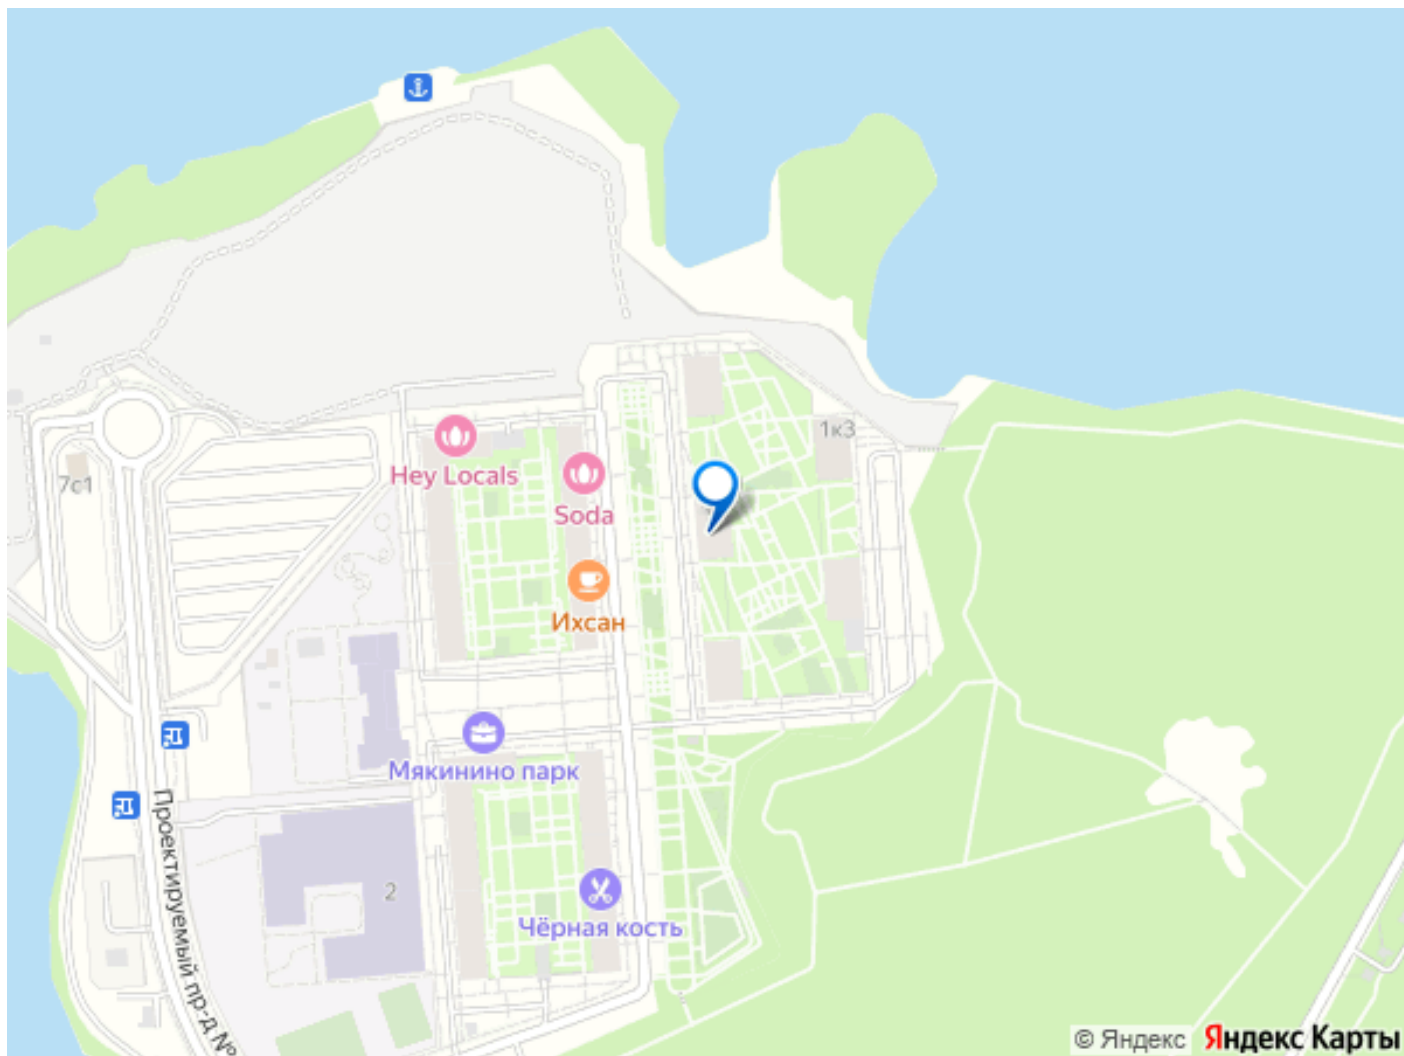 1к3
Hey Locals
7с1
Soda
Ихсан
Мякинино парк
Проектируемый пр-д №
2
Чёрная кость
© Яндекс Яндекс Карты